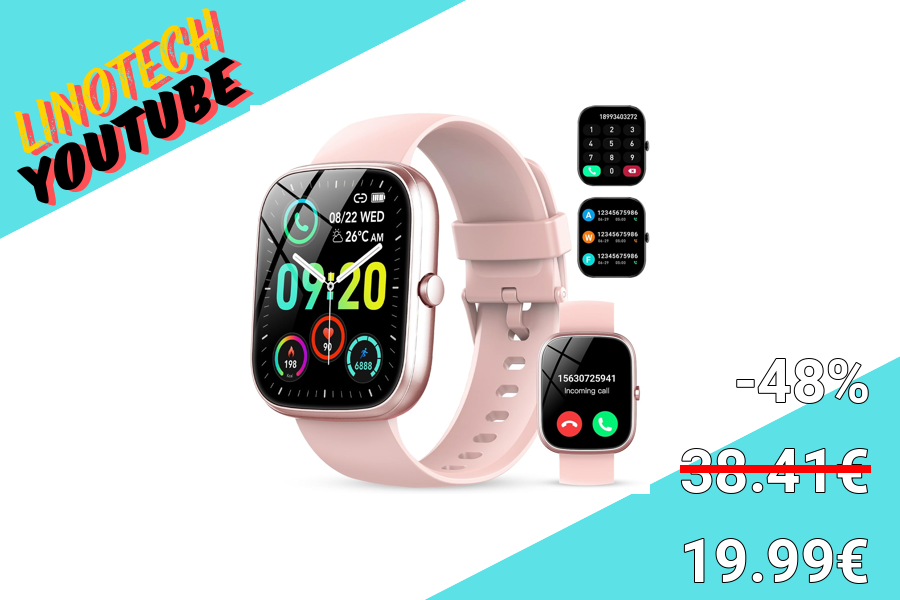 LINOTECH
YOUTUBE
08/22 WED
26°C AM
09:20
90
198
Kcal
6888
18993403272
1 2 3
4 5 6
7 8 9
0
A 12345675986
W 12345675986
F 12345675986
15630725941
Incoming call
-48%
38.41€
19.99€